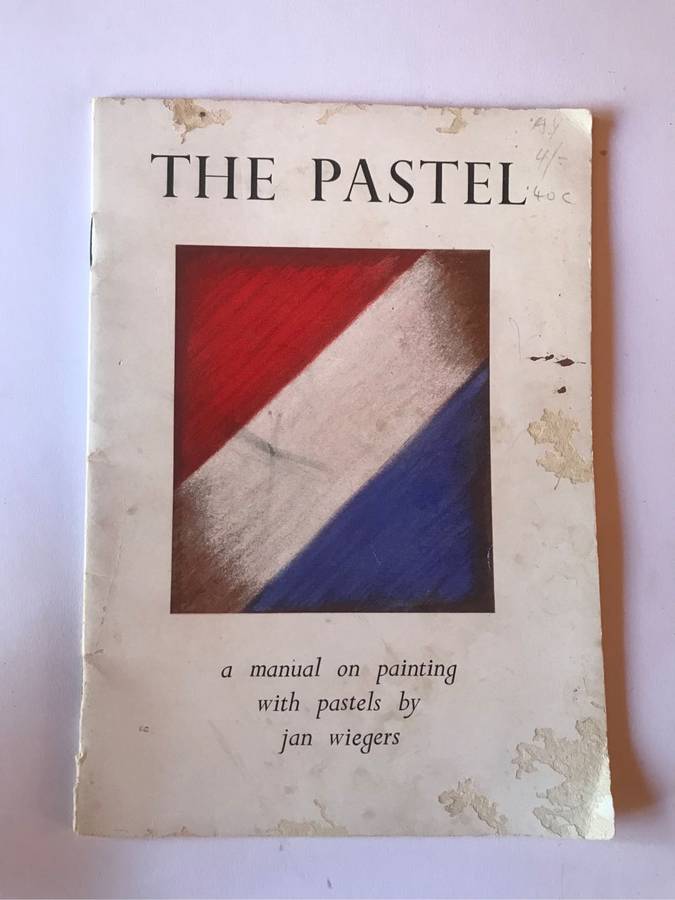 THE PASTEL
4/-
40c
a manual on painting
with pastels by
jan wiegers